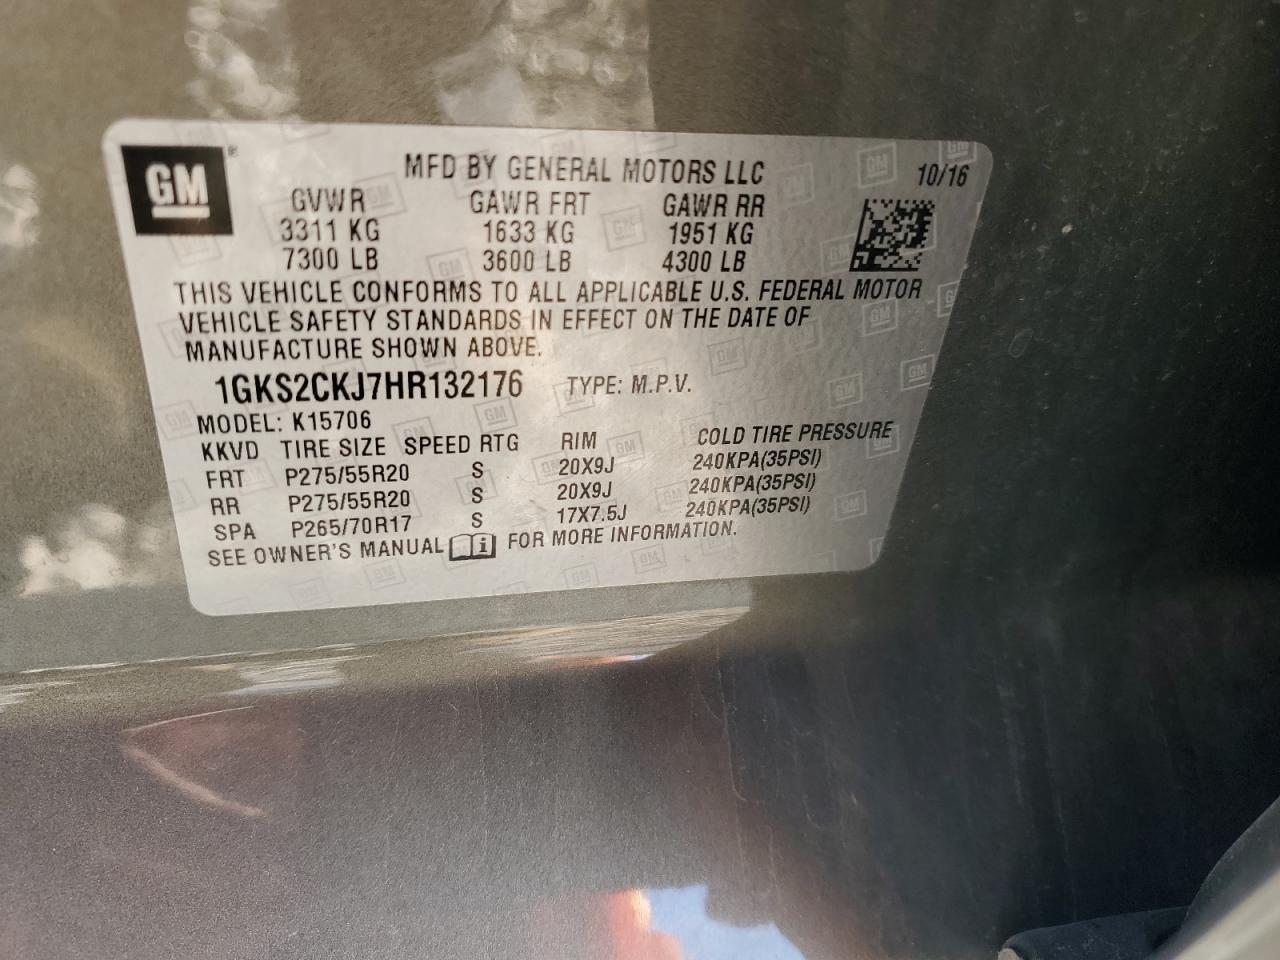 GM ®
MFD BY GENERAL MOTORS LLC 10/16
GVWR GAWR FRT GAWR RR
3311 KG 1633 KG 1951 KG
7300 LB 3600 LB 4300 LB
THIS VEHICLE CONFORMS TO ALL APPLICABLE U.S. FEDERAL MOTOR
VEHICLE SAFETY STANDARDS IN EFFECT ON THE DATE OF
MANUFACTURE SHOWN ABOVE.
1GKS2CKJ7HR132176 TYPE: M.P.V.
MODEL: K15706
KKVD TIRE SIZE SPEED RTG RIM COLD TIRE PRESSURE
FRT P275/55R20 S 20X9J 240KPA(35PSI)
RR P275/55R20 S 20X9J 240KPA(35PSI)
SPA P265/70R17 S 17X7.5J 240KPA(35PSI)
SEE OWNER'S MANUAL i FOR MORE INFORMATION.